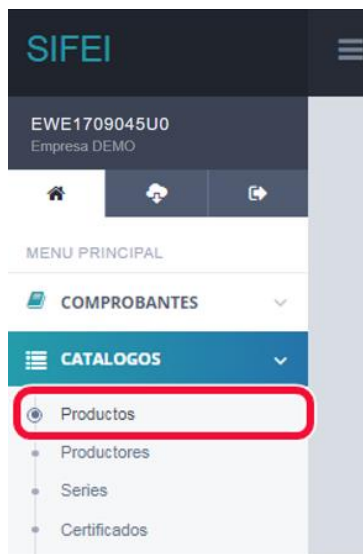 SIFEI
EWE1709045U0
Empresa DEMO
MENU PRINCIPAL
COMPROBANTES
CATALOGOS
Productos
Productores
Series
Certificados